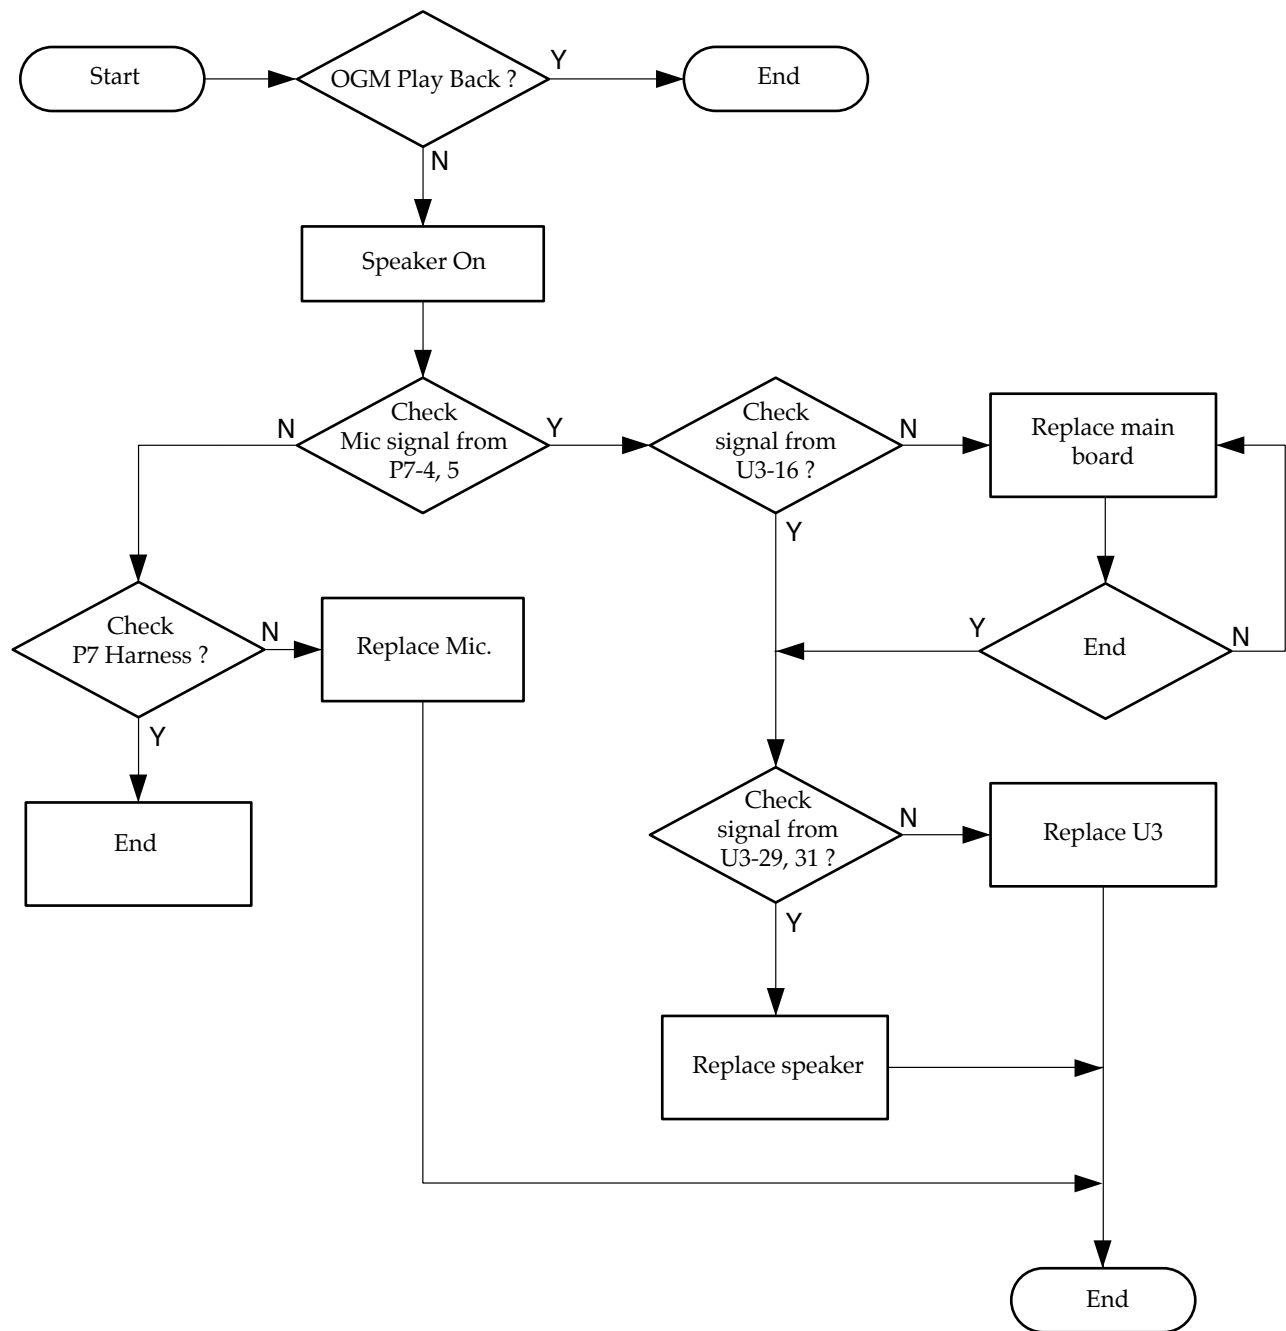 Start
OGM Play Back ?
Y
End
N
Speaker On
Check
Mic signal from
P7-4, 5
N
Y
Check
signal from
U3-16 ?
N
Y
Replace main
board
Check
P7 Harness ?
N
Y
Replace Mic.
End
Y
N
End
Check
signal from
U3-29, 31 ?
N
Y
Replace U3
Replace speaker
End